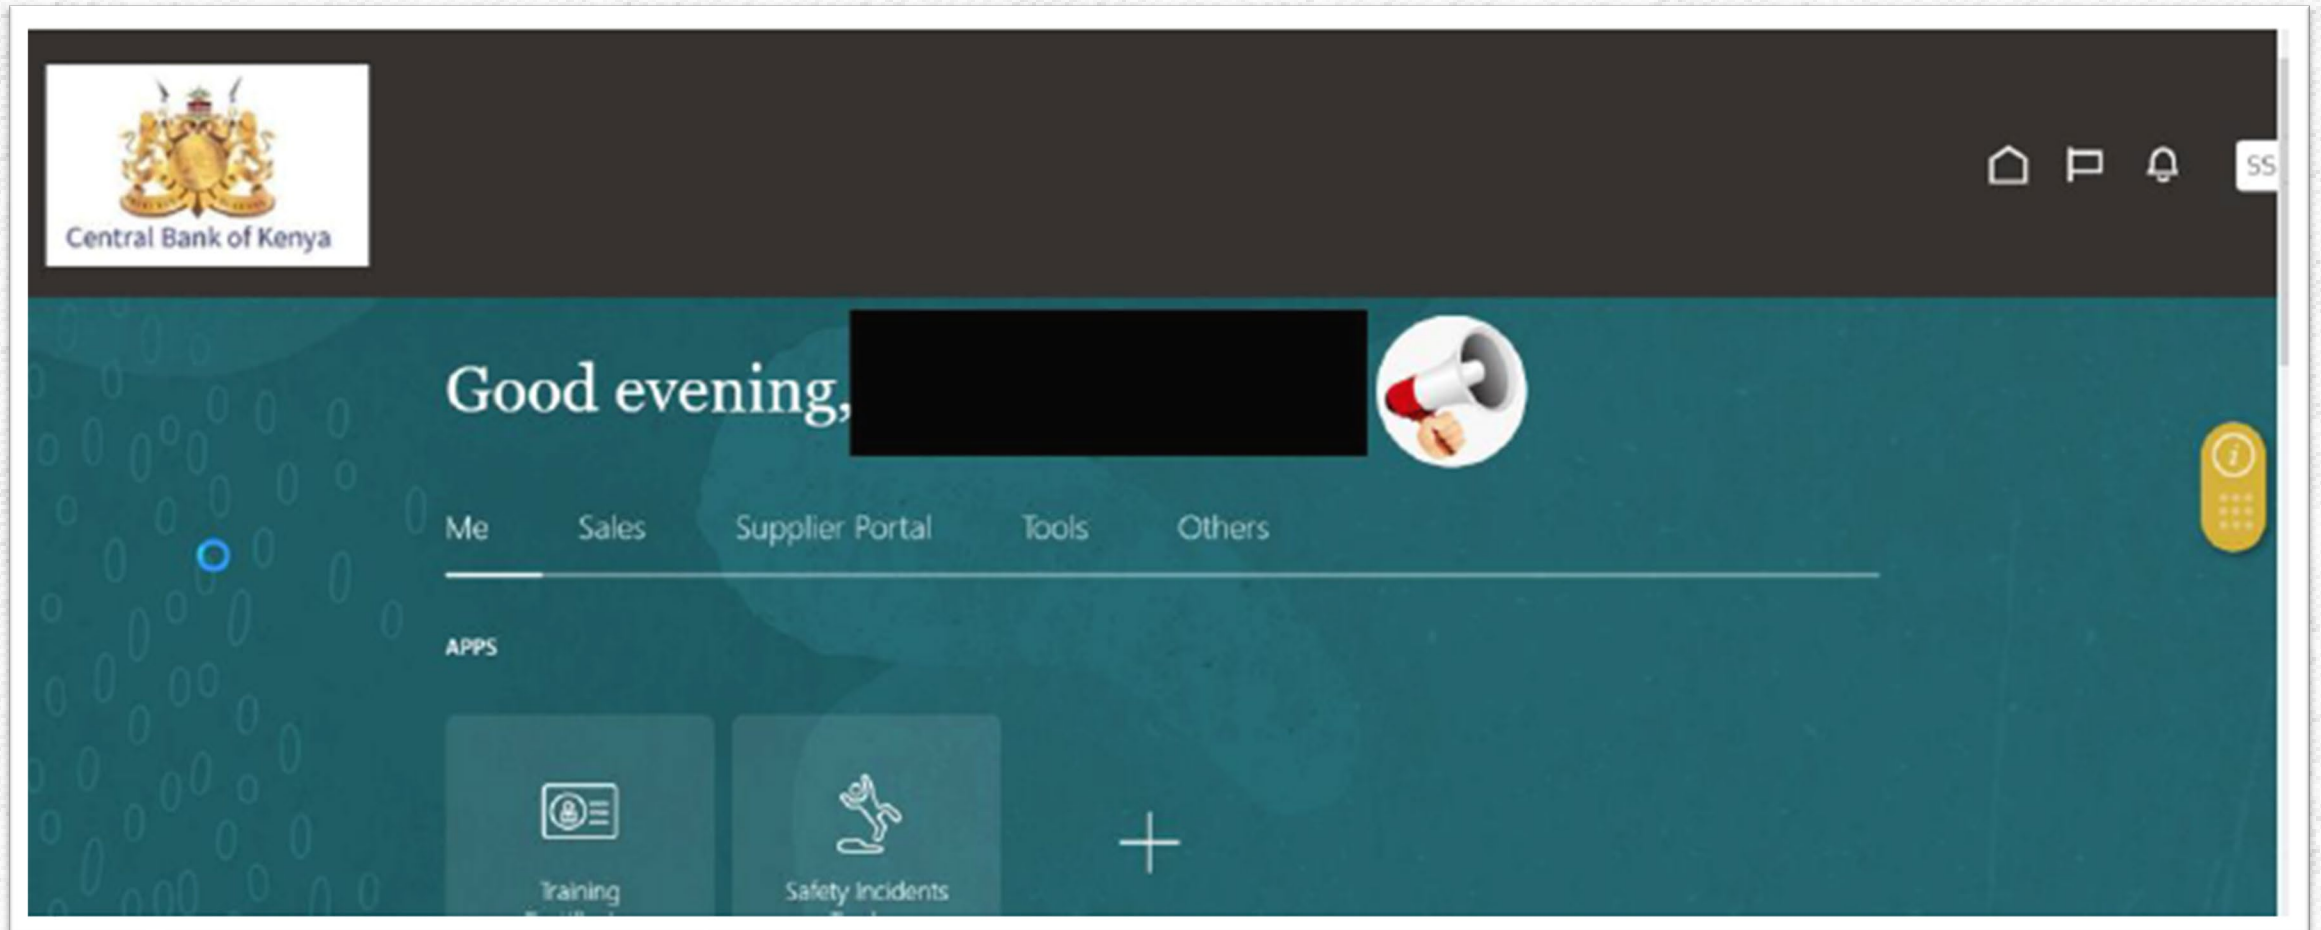 Central Bank of Kenya
SS
Good evening,
Me Sales Supplier Portal Tools Others
APPS
Training
Safety Incidents